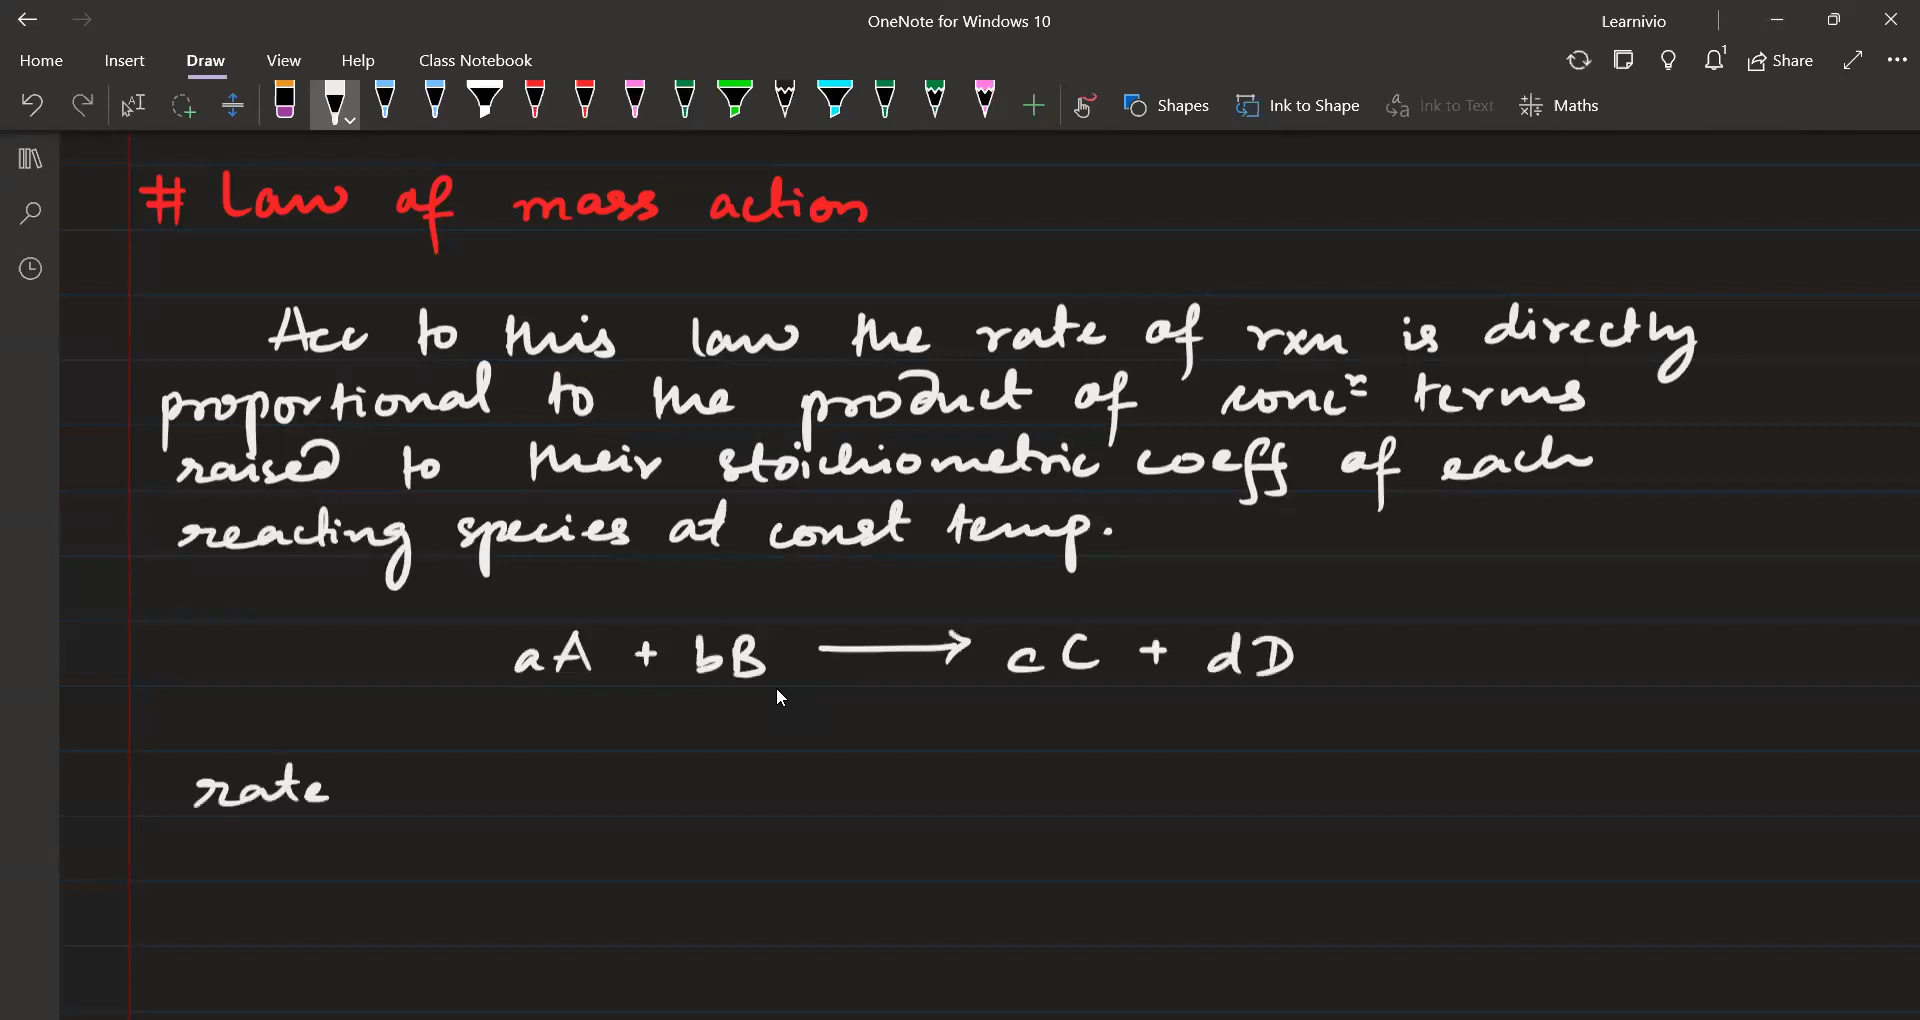 OneNote for Windows 10
Learnivio
Home Insert Draw View Help Class Notebook
1
Share
Shapes Ink to Shape Ink to Text Maths
# Law of mass action
Acc to this law the rate of rxn is directly
proportional to the product of concⁿ terms
raised to their stoichiometric coeff of each
reacting species at const temp.
aA + bB ⟶ cC + dD
rate